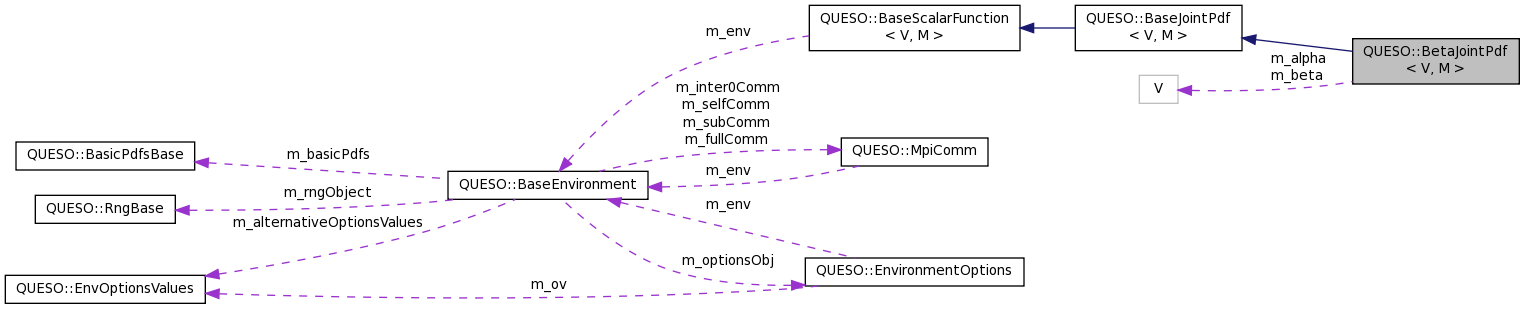 QUESO::BaseScalarFunction
< V, M >
QUESO::BaseJointPdf
< V, M >
m_env
QUESO::BetaJointPdf
< V, M >
m_alpha
m_beta
V
m_inter0Comm
m_selfComm
m_subComm
m_fullComm
QUESO::BasicPdfsBase
m_basicPdfs
QUESO::MpiComm
m_env
QUESO::BaseEnvironment
m_rngObject
QUESO::RngBase
m_env
m_alternativeOptionsValues
m_optionsObj
QUESO::EnvironmentOptions
QUESO::EnvOptionsValues
m_ov